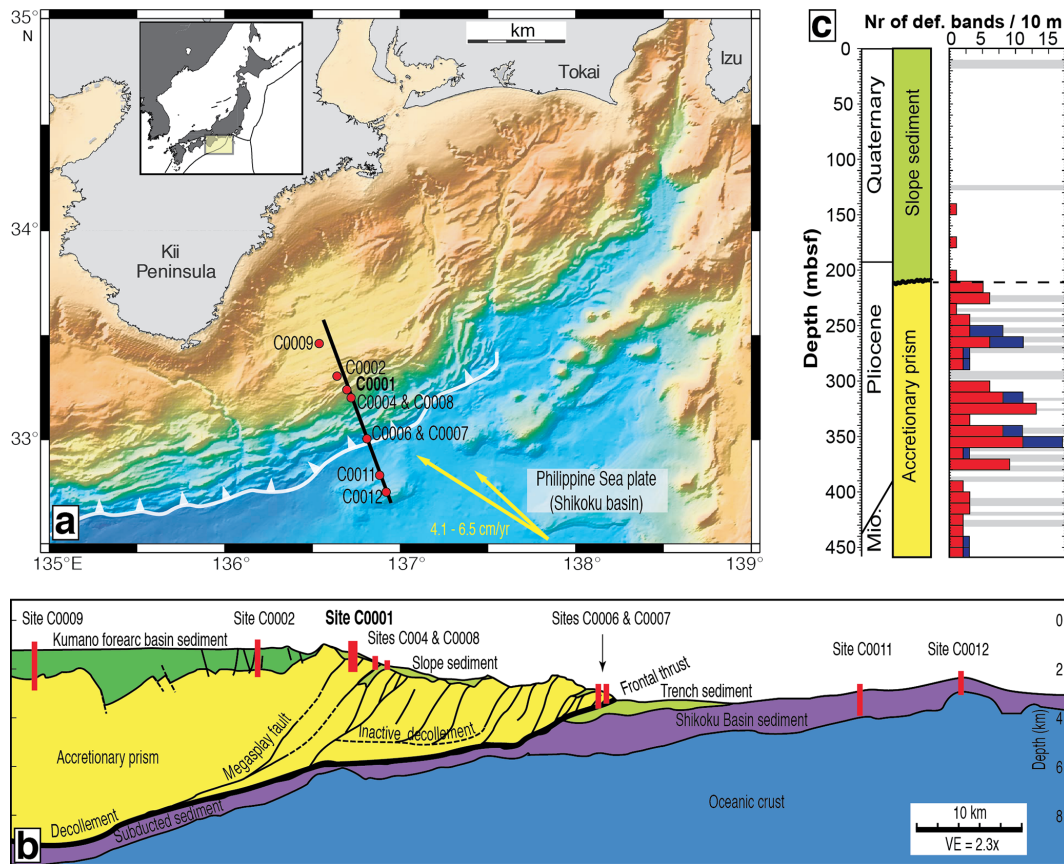 35°
N
34°
33°
135°E
136°
137°
138°
139°
km
Tokai
Izu
Kii
Peninsula
C0009
C0002
C0001
C0004 & C0008
C0006 & C0007
C0011
C0012
Philippine Sea plate
(Shikoku basin)
4.1 - 6.5 cm/yr
a
c
Nr of def. bands / 10 m
0 5 10 15
Depth (mbsf)
0
50
100
150
200
250
300
350
400
450
Quaternary
Pliocene
Mio.
Slope sediment
Accretionary prism
Site C0009
Site C0002
Site C0001
Sites C004 & C0008
Sites C0006 & C0007
Site C0011
Site C0012
Kumano forearc basin sediment
Slope sediment
Frontal thrust
Trench sediment
Shikoku Basin sediment
Megasplay fault
Inactive decollement
Accretionary prism
Decollement
Subducted sediment
Oceanic crust
0
2
4
6
8
Depth (km)
10 km
VE = 2.3x
b